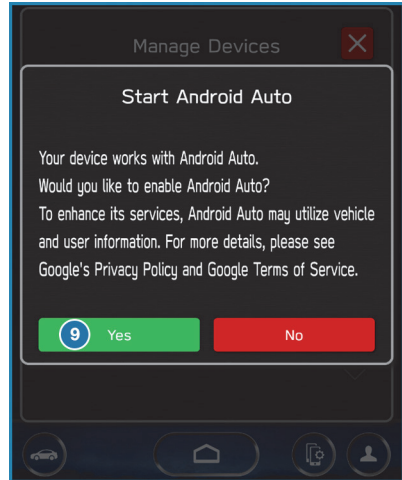 Manage Devices
Start Android Auto
Your device works with Android Auto.
Would you like to enable Android Auto?
To enhance its services, Android Auto may utilize vehicle
and user information. For more details, please see
Google's Privacy Policy and Google Terms of Service.
9 Yes No